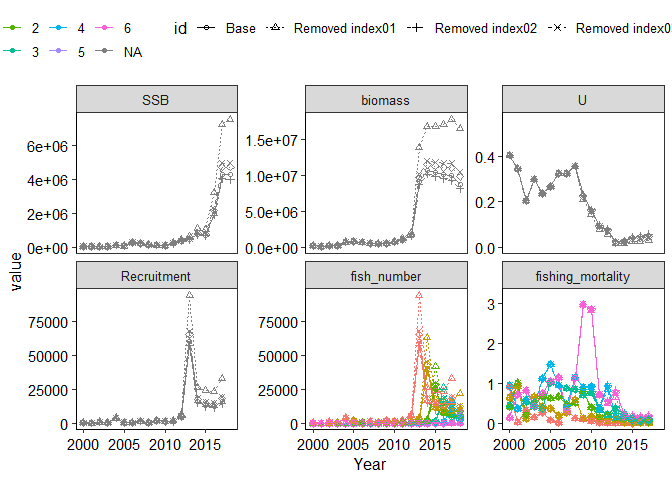 2 4 6 id Base Removed index01 Removed index02 Removed index0
3 5 NA
SSB biomass U
6e+06 1.5e+07 0.4
4e+06 1.0e+07
2e+06 5.0e+06 0.2
0e+00 0.0e+00 0.0
value
Recruitment fish_number fishing_mortality
75000 75000 3
50000 50000 2
25000 25000 1
0 0 0
2000 2005 2010 2015 2000 2005 2010 2015 2000 2005 2010 2015
Year